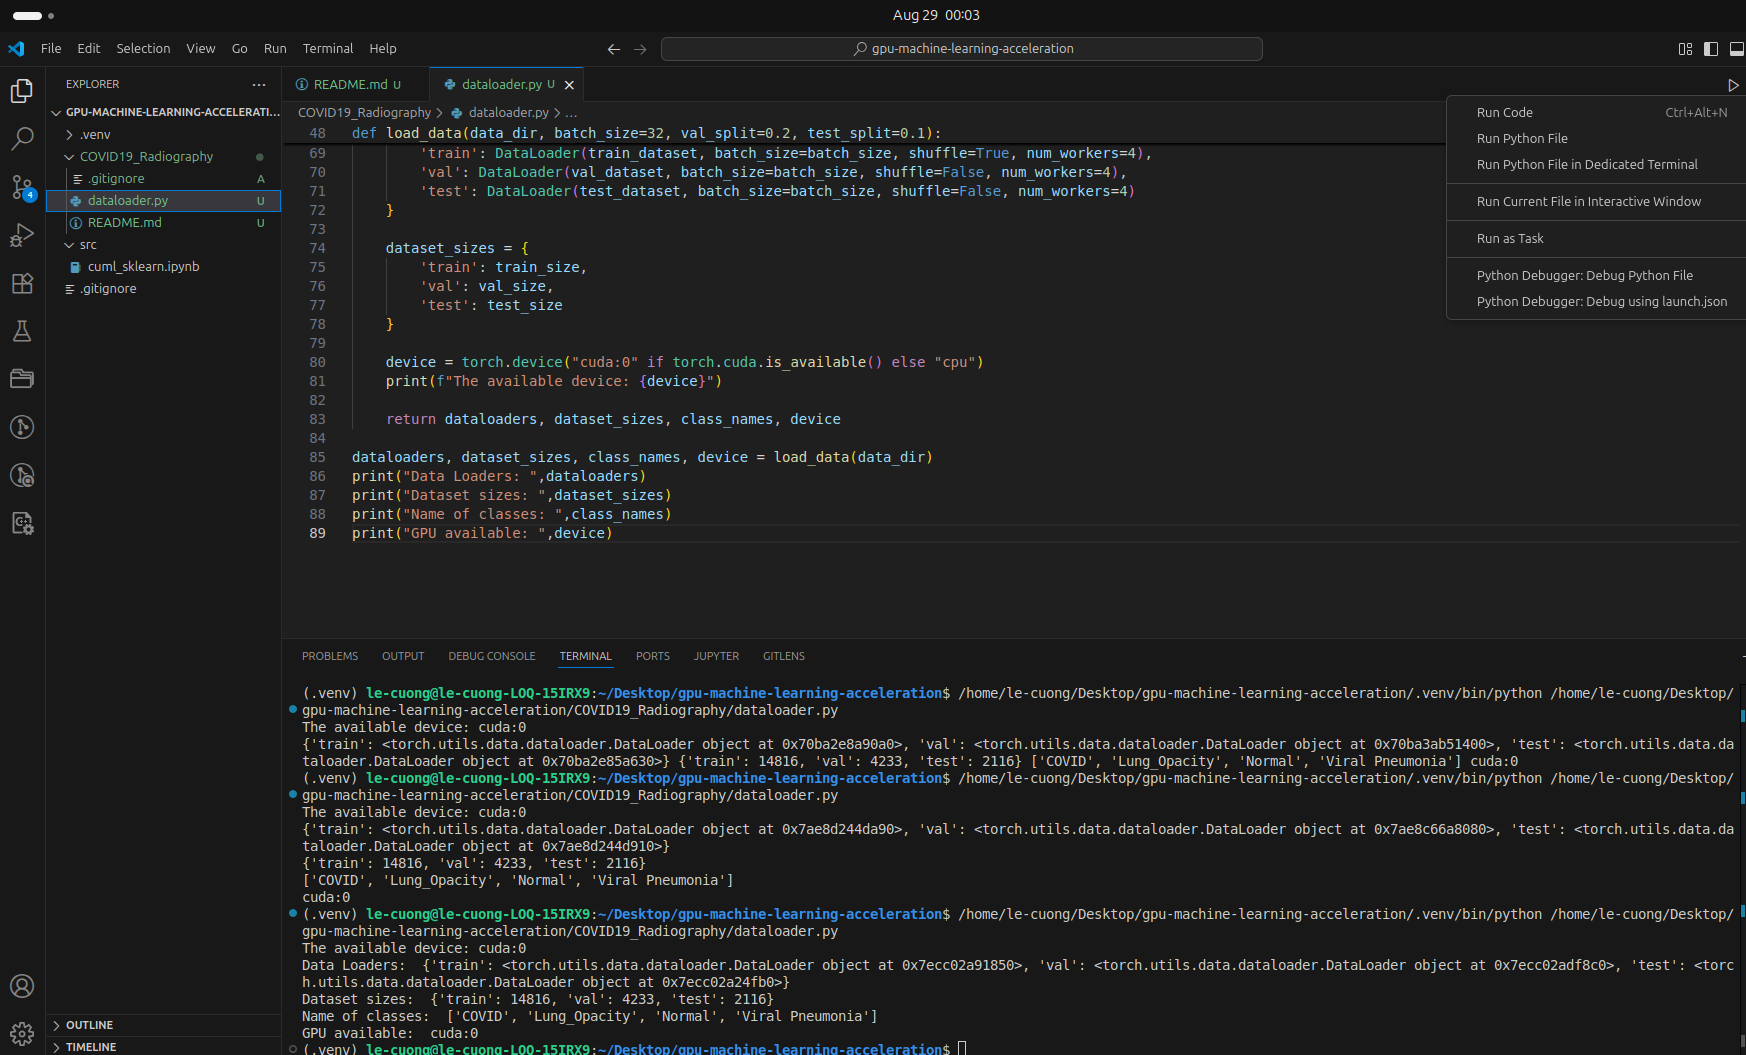 Aug 29 00:03
File Edit Selection View Go Run Terminal Help
gpu-machine-learning-acceleration
EXPLORER
GPU-MACHINE-LEARNING-ACCELERATI...
.venv
COVID19_Radiography
.gitignore A
dataloader.py U
README.md U
src
cuml_sklearn.ipynb
.gitignore
4
OUTLINE
TIMELINE
README.md U dataloader.py U
COVID19_Radiography > dataloader.py > ...
48 def load_data(data_dir, batch_size=32, val_split=0.2, test_split=0.1):
69 'train': DataLoader(train_dataset, batch_size=batch_size, shuffle=True, num_workers=4),
70 'val': DataLoader(val_dataset, batch_size=batch_size, shuffle=False, num_workers=4),
71 'test': DataLoader(test_dataset, batch_size=batch_size, shuffle=False, num_workers=4)
72 }
73
74 dataset_sizes = {
75 'train': train_size,
76 'val': val_size,
77 'test': test_size
78 }
79
80 device = torch.device("cuda:0" if torch.cuda.is_available() else "cpu")
81 print(f"The available device: {device}")
82
83 return dataloaders, dataset_sizes, class_names, device
84
85 dataloaders, dataset_sizes, class_names, device = load_data(data_dir)
86 print("Data Loaders: ",dataloaders)
87 print("Dataset sizes: ",dataset_sizes)
88 print("Name of classes: ",class_names)
89 print("GPU available: ",device)
Run Code Ctrl+Alt+N
Run Python File
Run Python File in Dedicated Terminal
Run Current File in Interactive Window
Run as Task
Python Debugger: Debug Python File
Python Debugger: Debug using launch.json
PROBLEMS OUTPUT DEBUG CONSOLE TERMINAL PORTS JUPYTER GITLENS
(.venv) le-cuong@le-cuong-LOQ-15IRX9:~/Desktop/gpu-machine-learning-acceleration$ /home/le-cuong/Desktop/gpu-machine-learning-acceleration/.venv/bin/python /home/le-cuong/Desktop/
gpu-machine-learning-acceleration/COVID19_Radiography/dataloader.py
The available device: cuda:0
{'train': <torch.utils.data.dataloader.DataLoader object at 0x70ba2e8a90a0>, 'val': <torch.utils.data.dataloader.DataLoader object at 0x70ba3ab51400>, 'test': <torch.utils.data.da
taloader.DataLoader object at 0x70ba2e85a630>} {'train': 14816, 'val': 4233, 'test': 2116} ['COVID', 'Lung_Opacity', 'Normal', 'Viral Pneumonia'] cuda:0
(.venv) le-cuong@le-cuong-LOQ-15IRX9:~/Desktop/gpu-machine-learning-acceleration$ /home/le-cuong/Desktop/gpu-machine-learning-acceleration/.venv/bin/python /home/le-cuong/Desktop/
gpu-machine-learning-acceleration/COVID19_Radiography/dataloader.py
The available device: cuda:0
{'train': <torch.utils.data.dataloader.DataLoader object at 0x7ae8d244da90>, 'val': <torch.utils.data.dataloader.DataLoader object at 0x7ae8c66a8080>, 'test': <torch.utils.data.da
taloader.DataLoader object at 0x7ae8d244d910>}
{'train': 14816, 'val': 4233, 'test': 2116}
['COVID', 'Lung_Opacity', 'Normal', 'Viral Pneumonia']
cuda:0
(.venv) le-cuong@le-cuong-LOQ-15IRX9:~/Desktop/gpu-machine-learning-acceleration$ /home/le-cuong/Desktop/gpu-machine-learning-acceleration/.venv/bin/python /home/le-cuong/Desktop/
gpu-machine-learning-acceleration/COVID19_Radiography/dataloader.py
The available device: cuda:0
Data Loaders:  {'train': <torch.utils.data.dataloader.DataLoader object at 0x7ecc02a91850>, 'val': <torch.utils.data.dataloader.DataLoader object at 0x7ecc02adf8c0>, 'test': <torc
h.utils.data.dataloader.DataLoader object at 0x7ecc02a24fb0>}
Dataset sizes:  {'train': 14816, 'val': 4233, 'test': 2116}
Name of classes:  ['COVID', 'Lung_Opacity', 'Normal', 'Viral Pneumonia']
GPU available:  cuda:0
(.venv) le-cuong@le-cuong-LOQ-15IRX9:~/Desktop/gpu-machine-learning-acceleration$